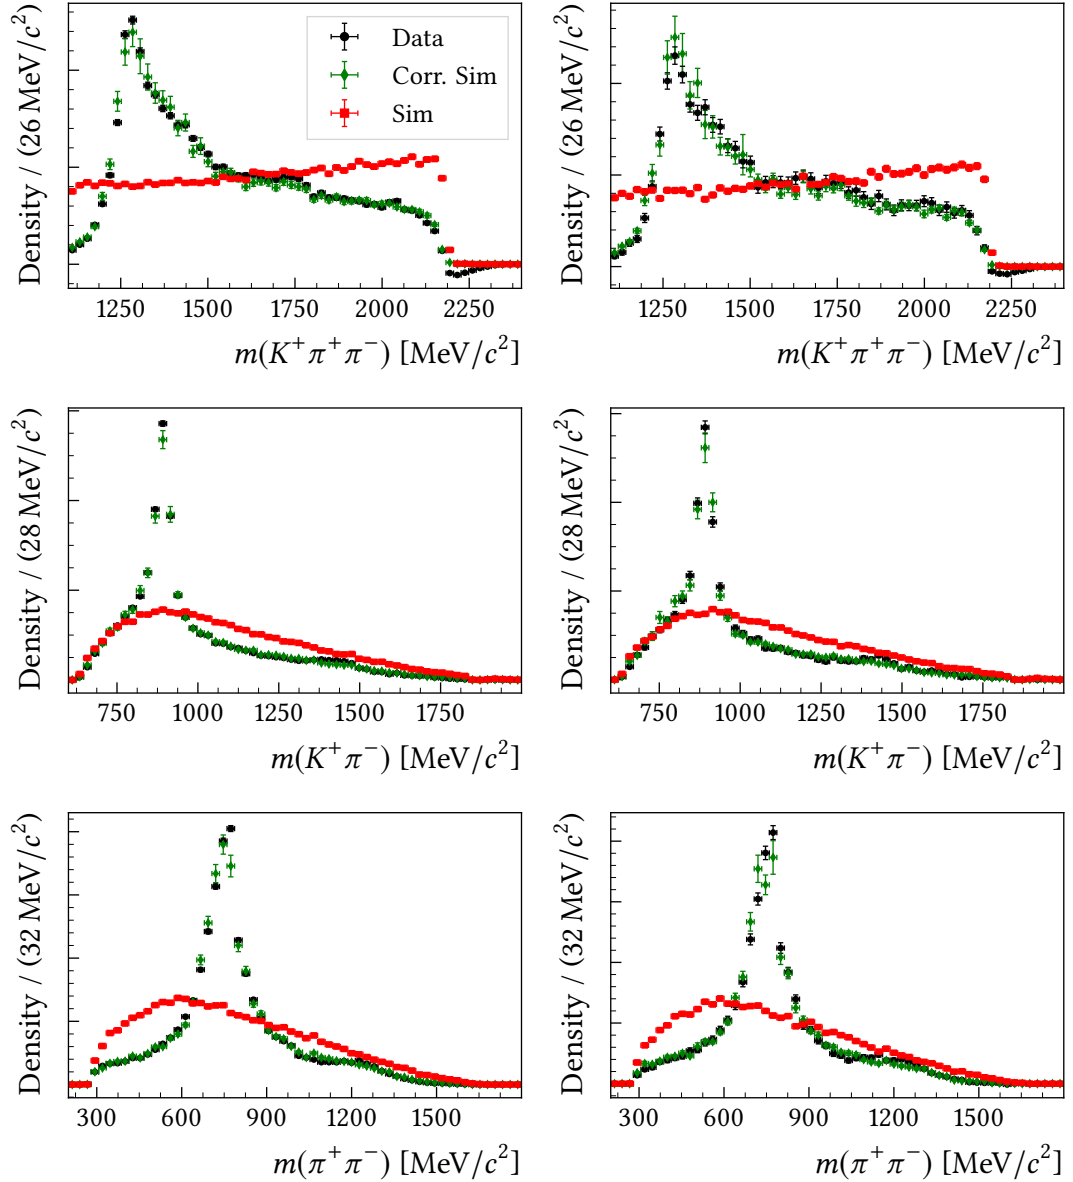 Density / (26 MeV/c²)
Data
Corr. Sim
Sim
1250 1500 1750 2000 2250
m(K⁺π⁺π⁻) [MeV/c²]
Density / (26 MeV/c²)
1250 1500 1750 2000 2250
m(K⁺π⁺π⁻) [MeV/c²]
Density / (28 MeV/c²)
750 1000 1250 1500 1750
m(K⁺π⁻) [MeV/c²]
Density / (28 MeV/c²)
750 1000 1250 1500 1750
m(K⁺π⁻) [MeV/c²]
Density / (32 MeV/c²)
300 600 900 1200 1500
m(π⁺π⁻) [MeV/c²]
Density / (32 MeV/c²)
300 600 900 1200 1500
m(π⁺π⁻) [MeV/c²]